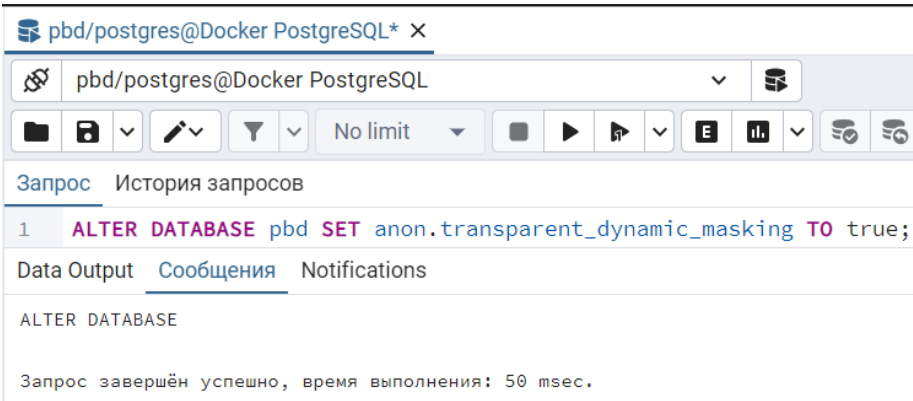 pbd/postgres@Docker PostgreSQL*
pbd/postgres@Docker PostgreSQL
No limit
E
Запрос История запросов
1 ALTER DATABASE pbd SET anon.transparent_dynamic_masking TO true;
Data Output Сообщения Notifications
ALTER DATABASE
Запрос завершён успешно, время выполнения: 50 msec.